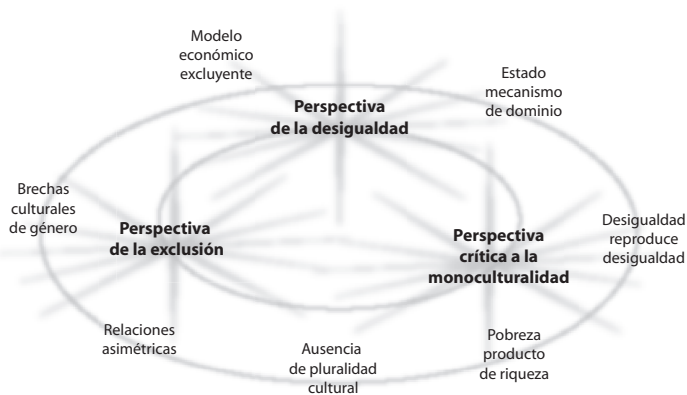 Modelo
económico
excluyente
Estado
mecanismo
de dominio
Perspectiva
de la desigualdad
Brechas
culturales
de género
Perspectiva
de la exclusión
Perspectiva
crítica a la
monoculturalidad
Desigualdad
reproduce
desigualdad
Relaciones
asimétricas
Ausencia
de pluralidad
cultural
Pobreza
producto
de riqueza